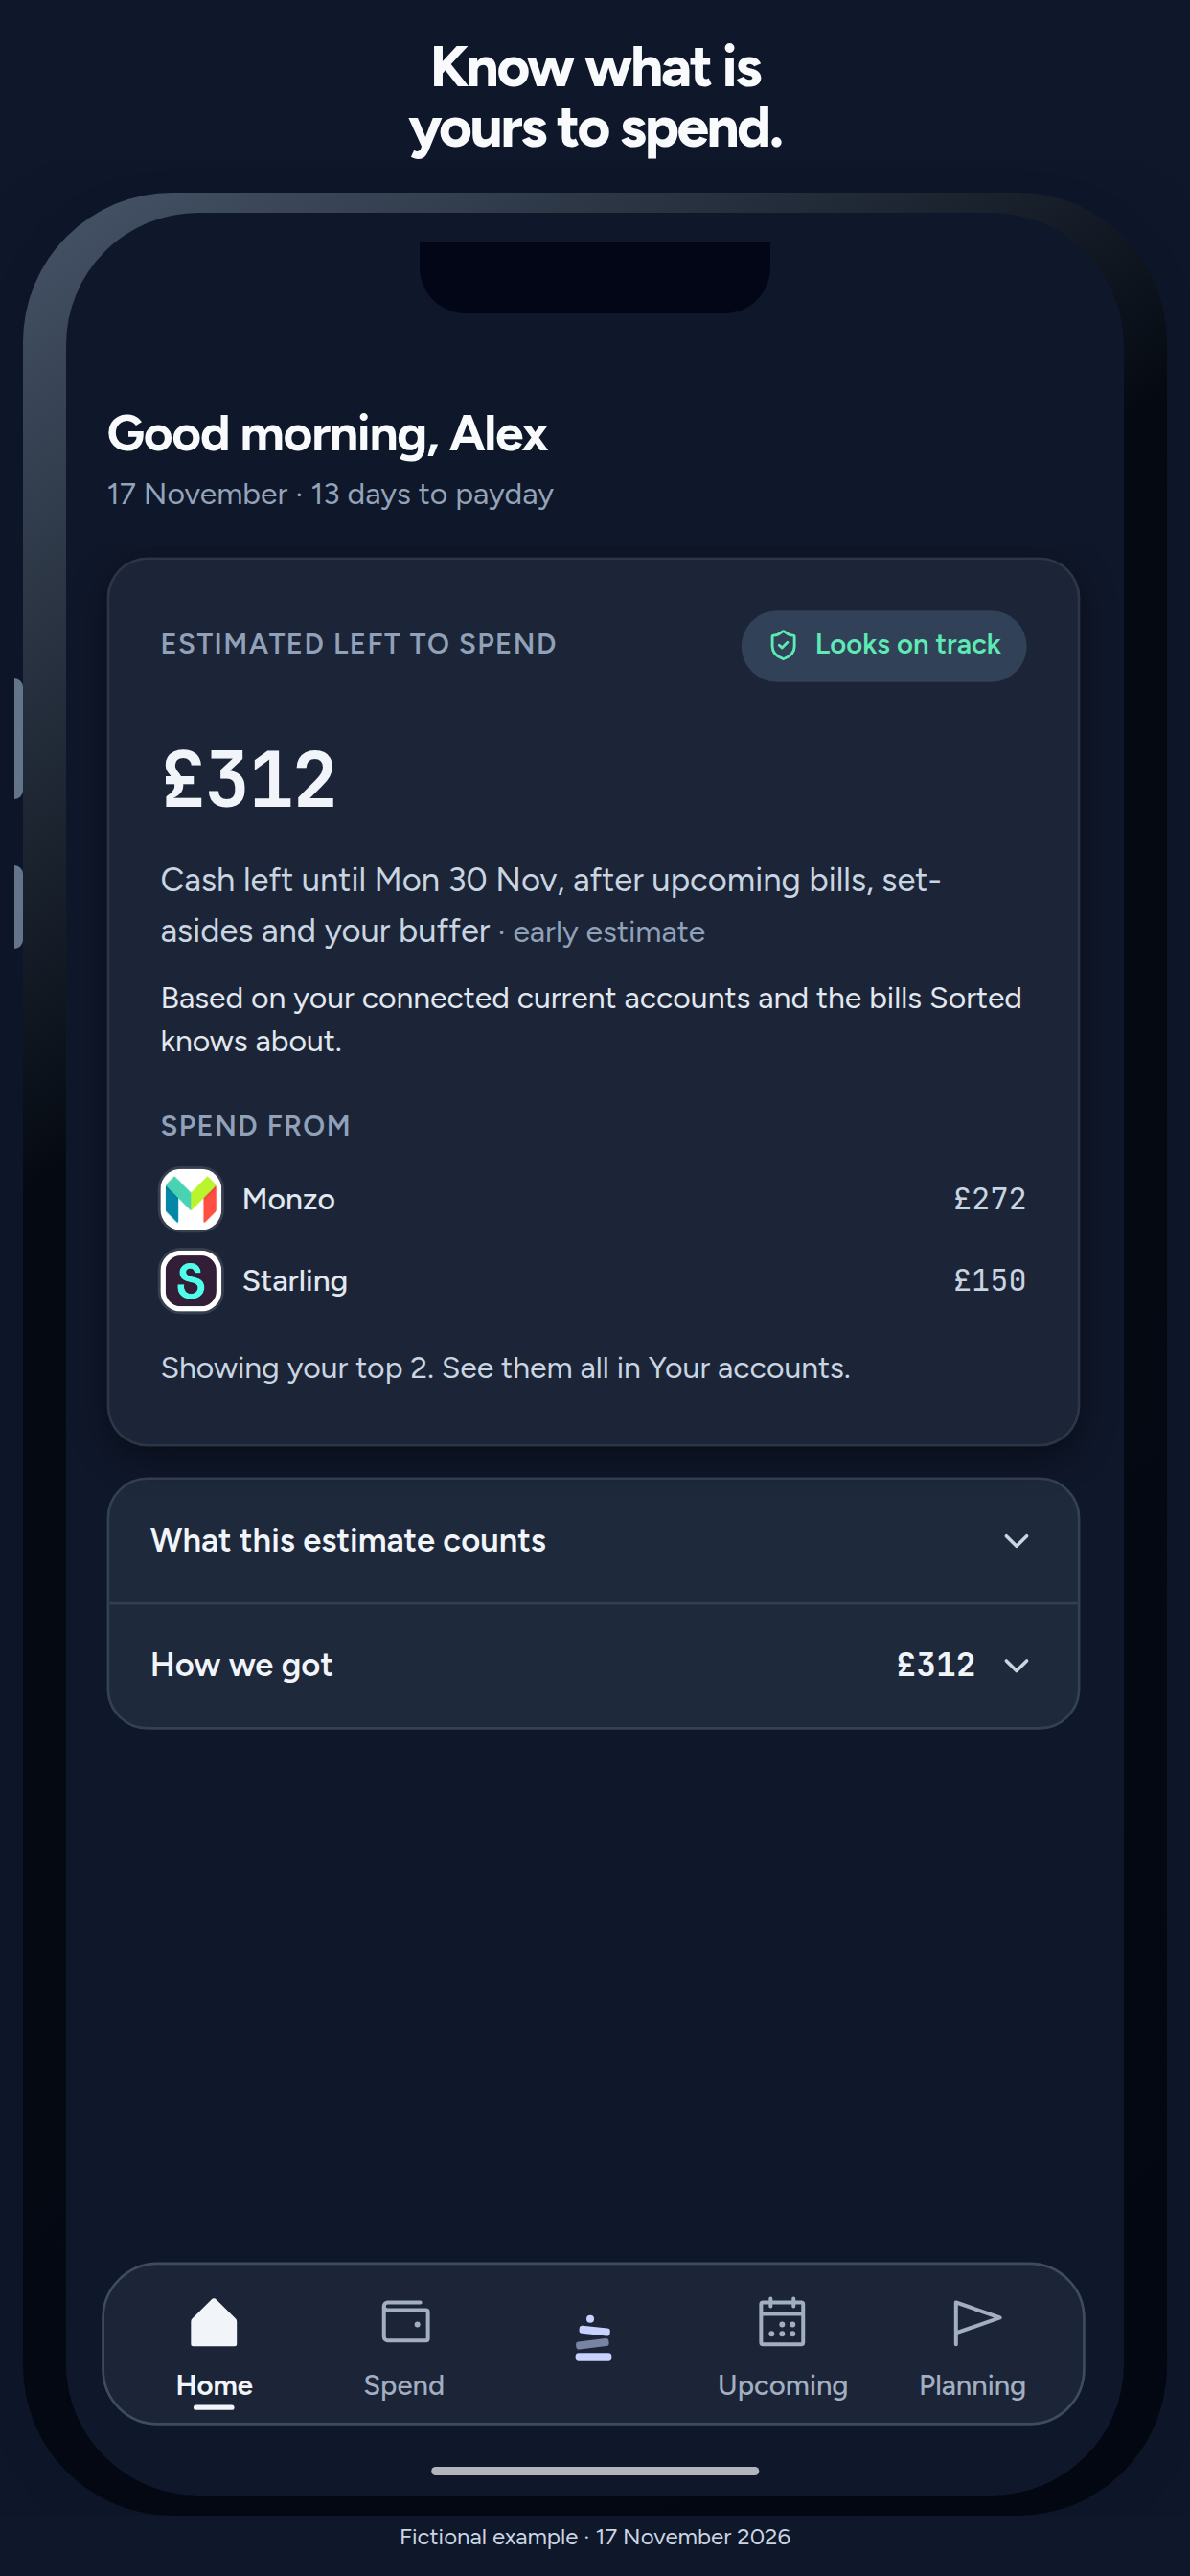 Know what is
yours to spend.
Good morning, Alex
17 November · 13 days to payday
ESTIMATED LEFT TO SPEND
Looks on track
£312
Cash left until Mon 30 Nov, after upcoming bills, set-
asides and your buffer · early estimate
Based on your connected current accounts and the bills Sorted
knows about.
SPEND FROM
Monzo £272
Starling £150
Showing your top 2. See them all in Your accounts.
What this estimate counts
How we got £312
Home Spend Upcoming Planning
Fictional example · 17 November 2026